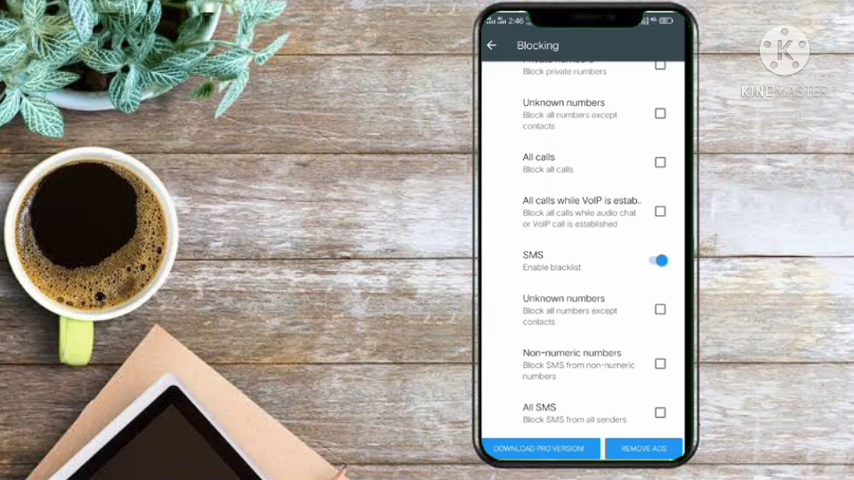 2:46
Blocking
Private numbers
Block private numbers
Unknown numbers
Block all numbers except
contacts
All calls
Block all calls
All calls while VoIP is estab..
Block all calls while audio chat
or VoIP call is established
SMS
Enable blacklist
Unknown numbers
Block all numbers except
contacts
Non-numeric numbers
Block SMS from non-numeric
numbers
All SMS
Block SMS from all senders
DOWNLOAD PRO VERSION!
REMOVE ADS
K
KINEMASTER